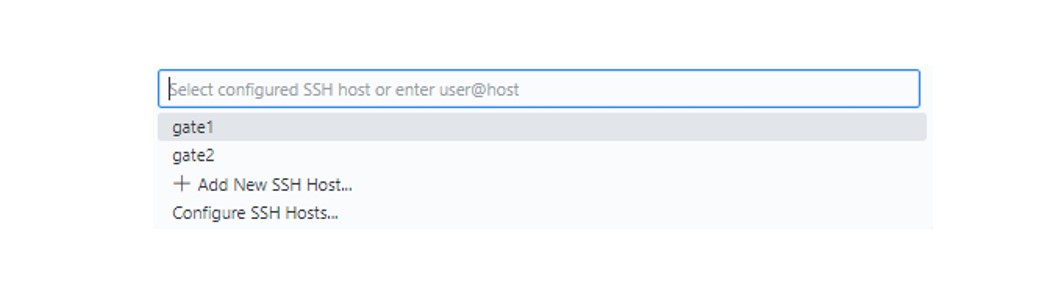 Select configured SSH host or enter user@host
gate1
gate2
+ Add New SSH Host...
Configure SSH Hosts...